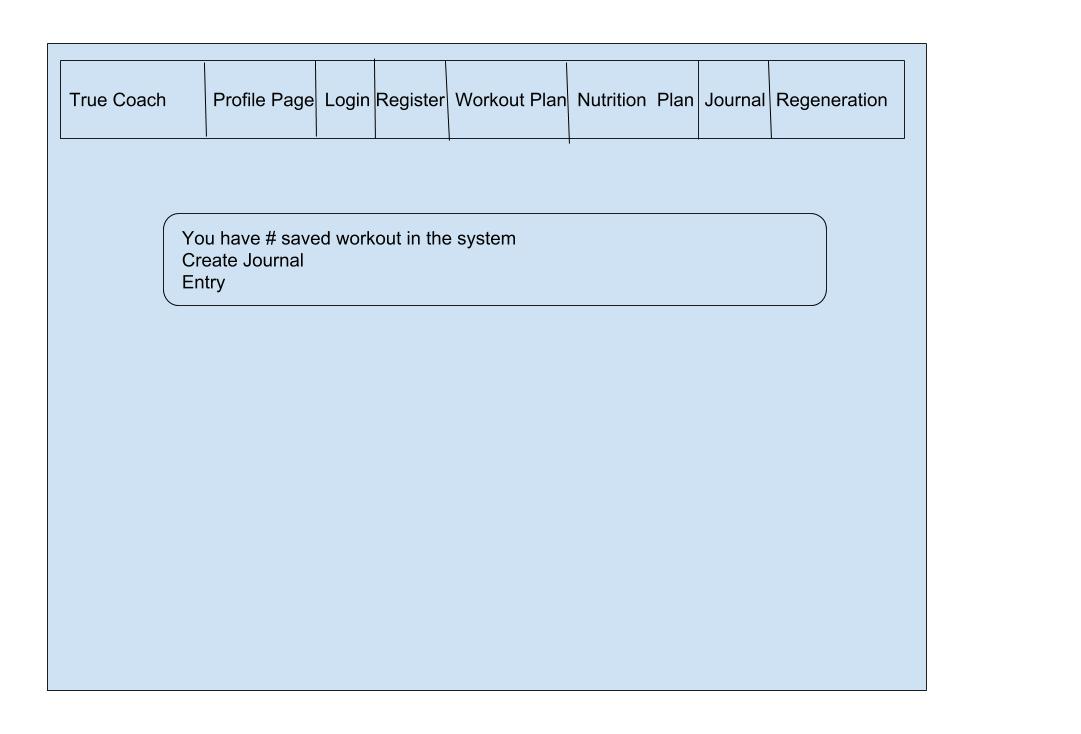 True Coach Profile Page Login Register Workout Plan Nutrition Plan Journal Regeneration
You have # saved workout in the system
Create Journal
Entry